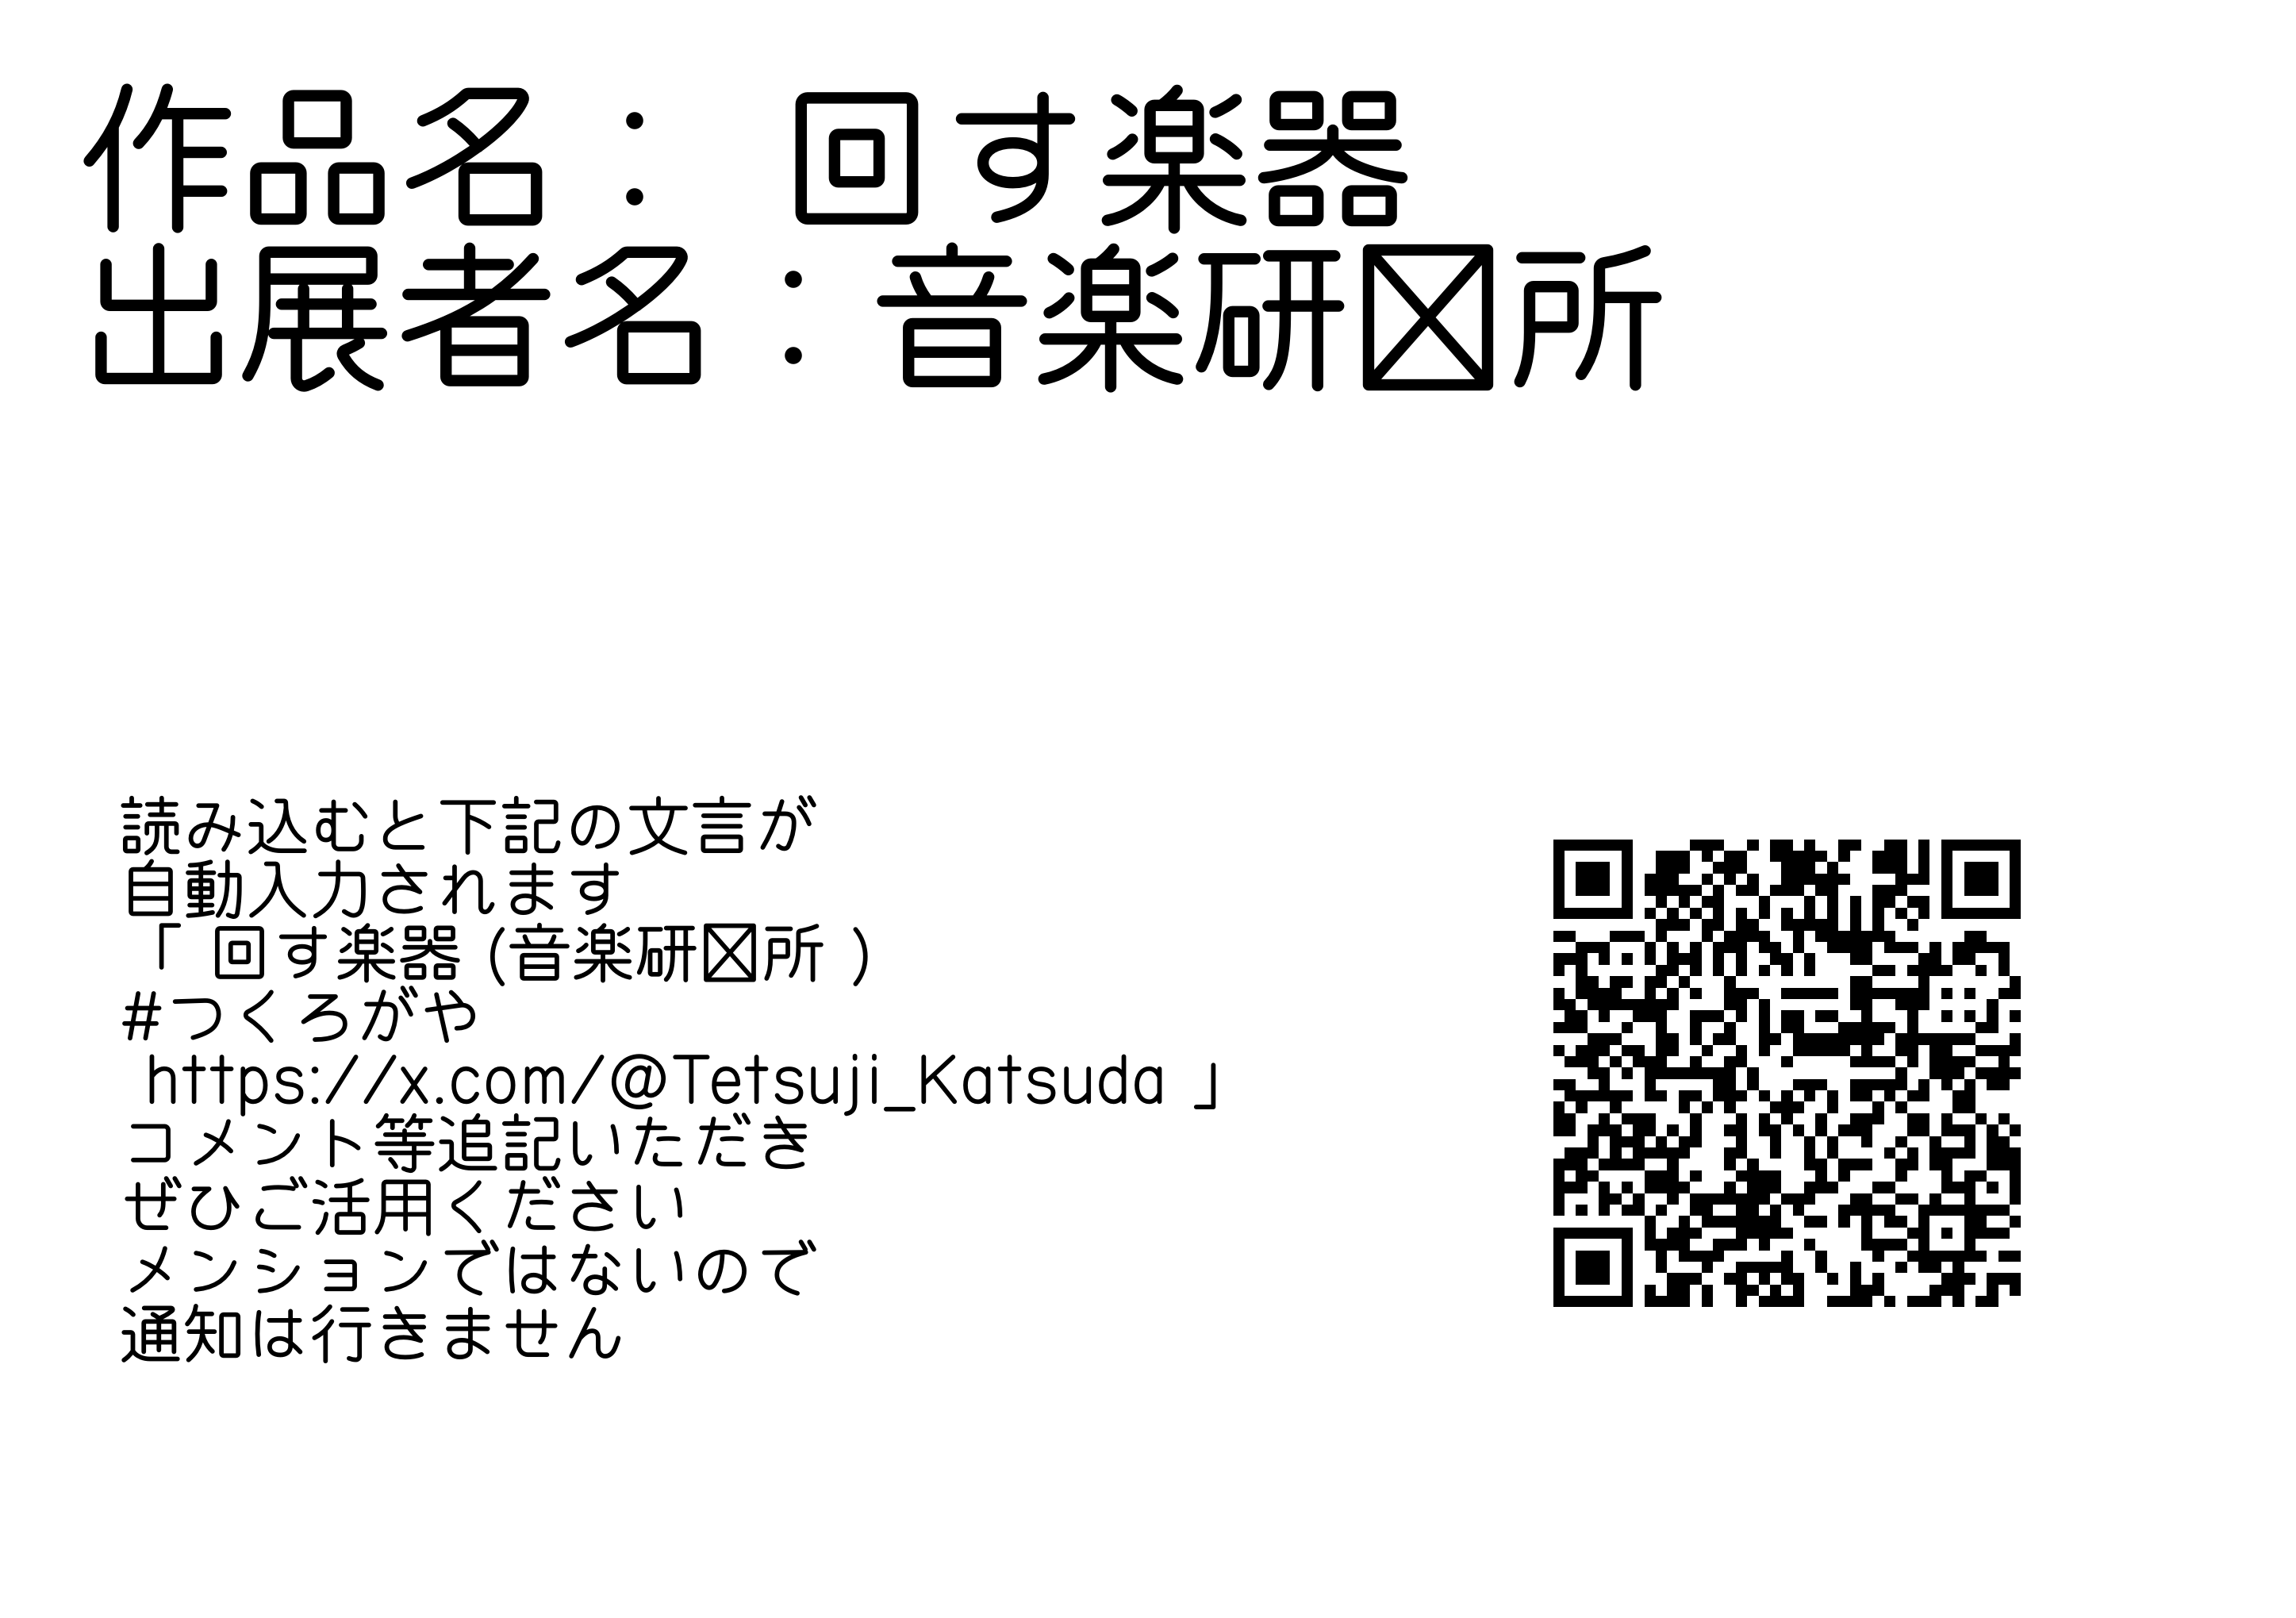 作品名： 回す楽器
出展者名：音楽研☒所
読み込むと下記の文言が
自動入力されます
「 回す楽器 (音楽研☒所 )
#つくろがや
https://x.com/@Tetsuji_Katsuda 」
コメント等追記いただき
ぜひご活用ください
メンションではないので
通知は行きません